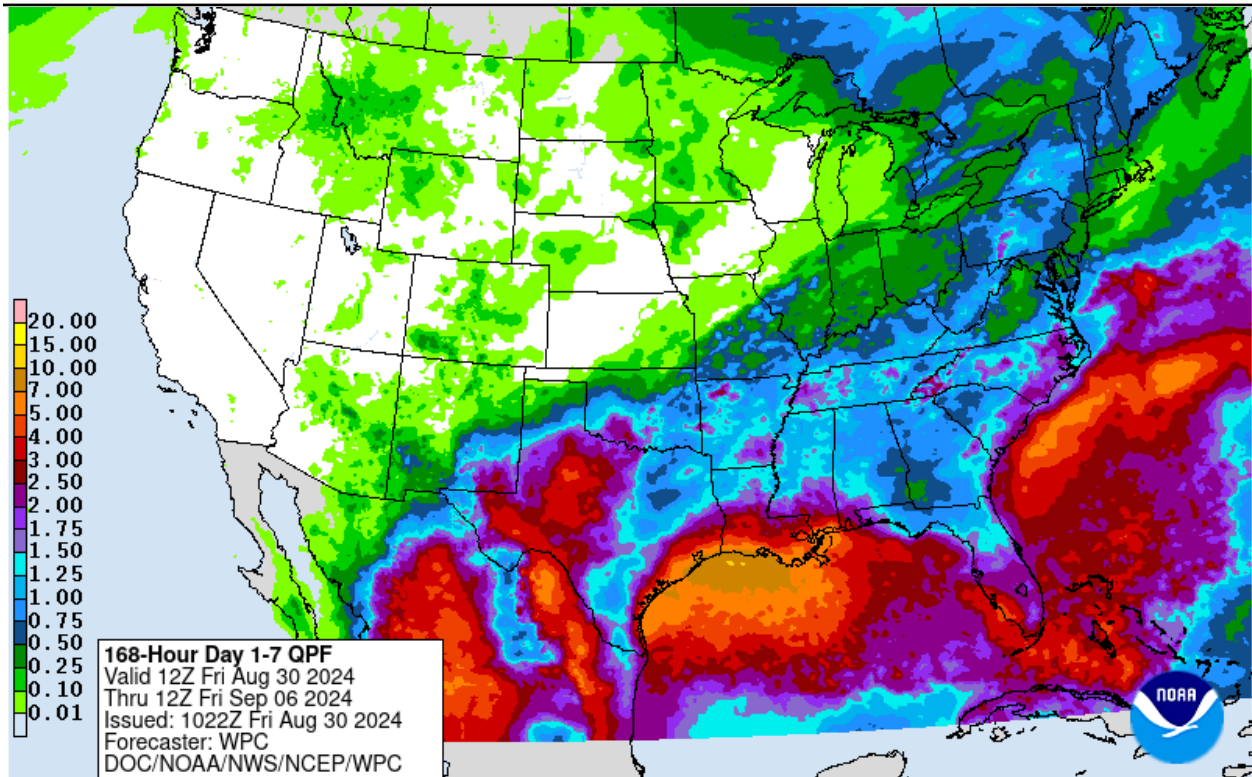 20.00
15.00
10.00
7.00
5.00
4.00
3.00
2.50
2.00
1.75
1.50
1.25
1.00
0.75
0.50
0.25
0.10
0.01
168-Hour Day 1-7 QPF
Valid 12Z Fri Aug 30 2024
Thru 12Z Fri Sep 06 2024
Issued: 1022Z Fri Aug 30 2024
Forecaster: WPC
DOC/NOAA/NWS/NCEP/WPC
NOAA